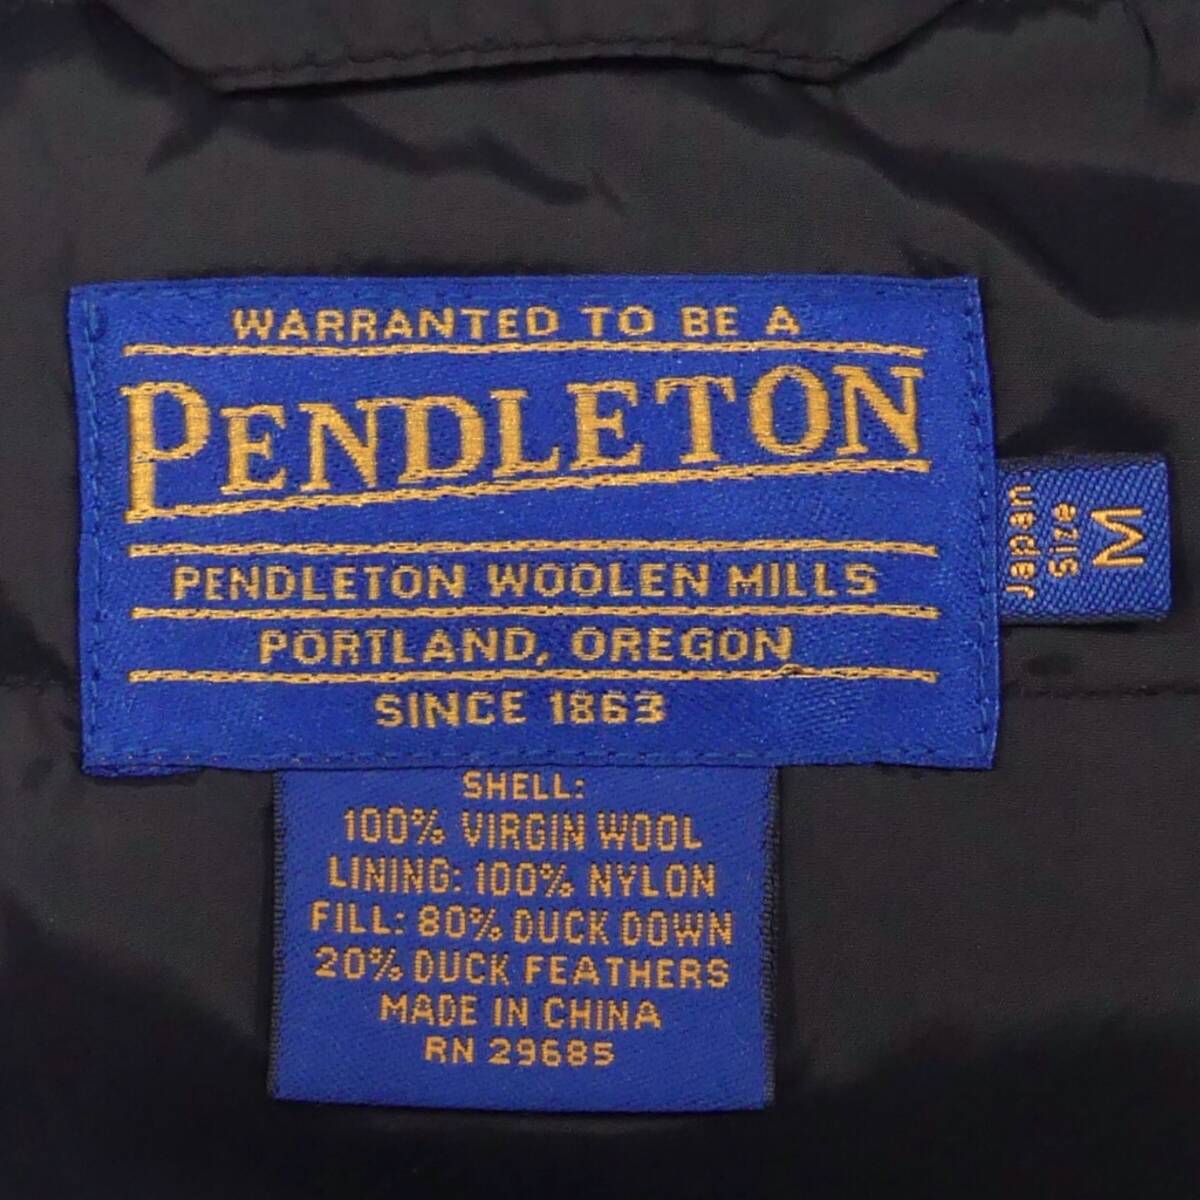 WARRANTED TO BE A
PENDLETON
PENDLETON WOOLEN MILLS
PORTLAND, OREGON
SINCE 1863
Japan
Size
M
SHELL:
100% VIRGIN WOOL
LINING: 100% NYLON
FILL: 80% DUCK DOWN
20% DUCK FEATHERS
MADE IN CHINA
RN 29685